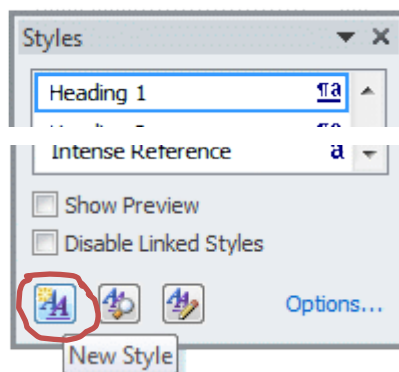 Styles
Heading 1 ¶a
Intense Reference a
Show Preview
Disable Linked Styles
Options...
New Style